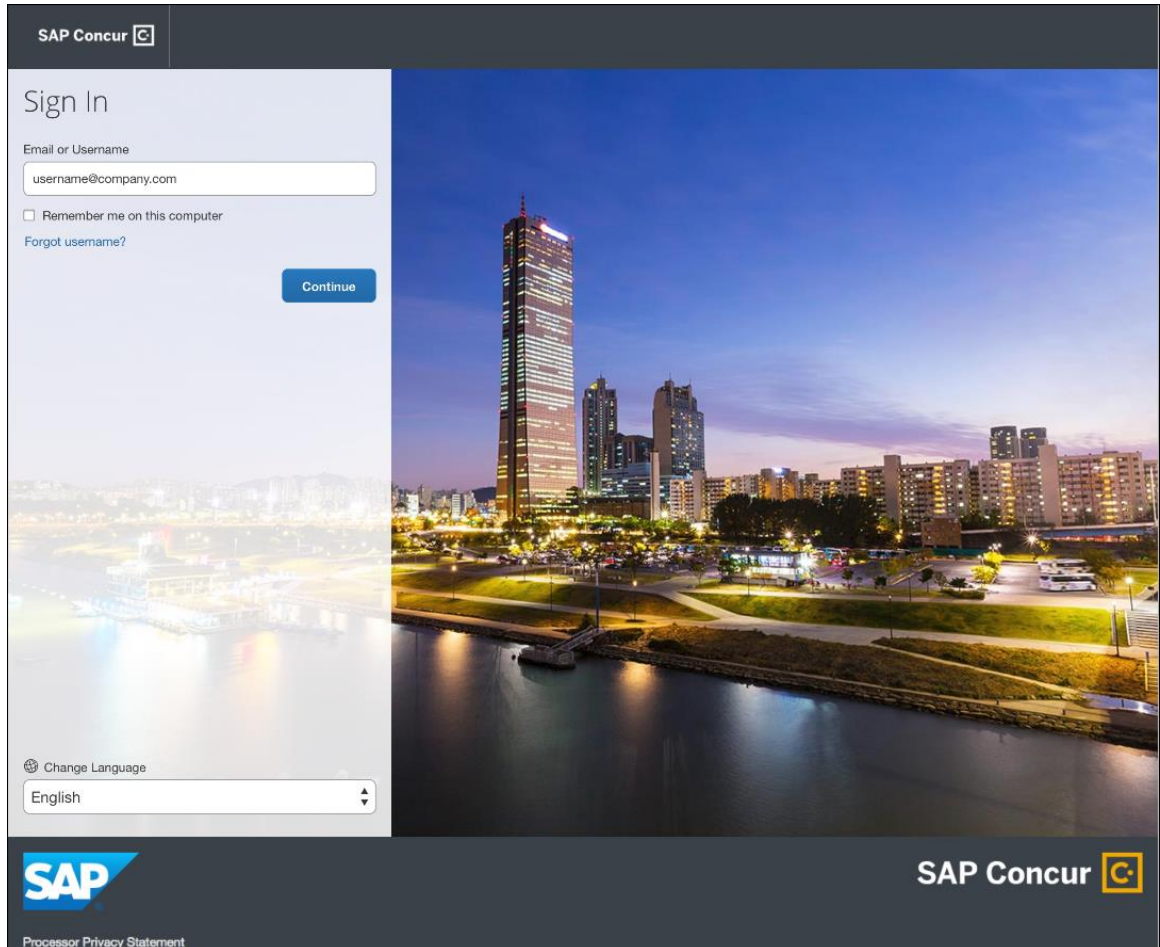 SAP Concur C
Sign In
Email or Username
username@company.com
Remember me on this computer
Forgot username?
Continue
Change Language
English
SAP
SAP Concur C
Processor Privacy Statement